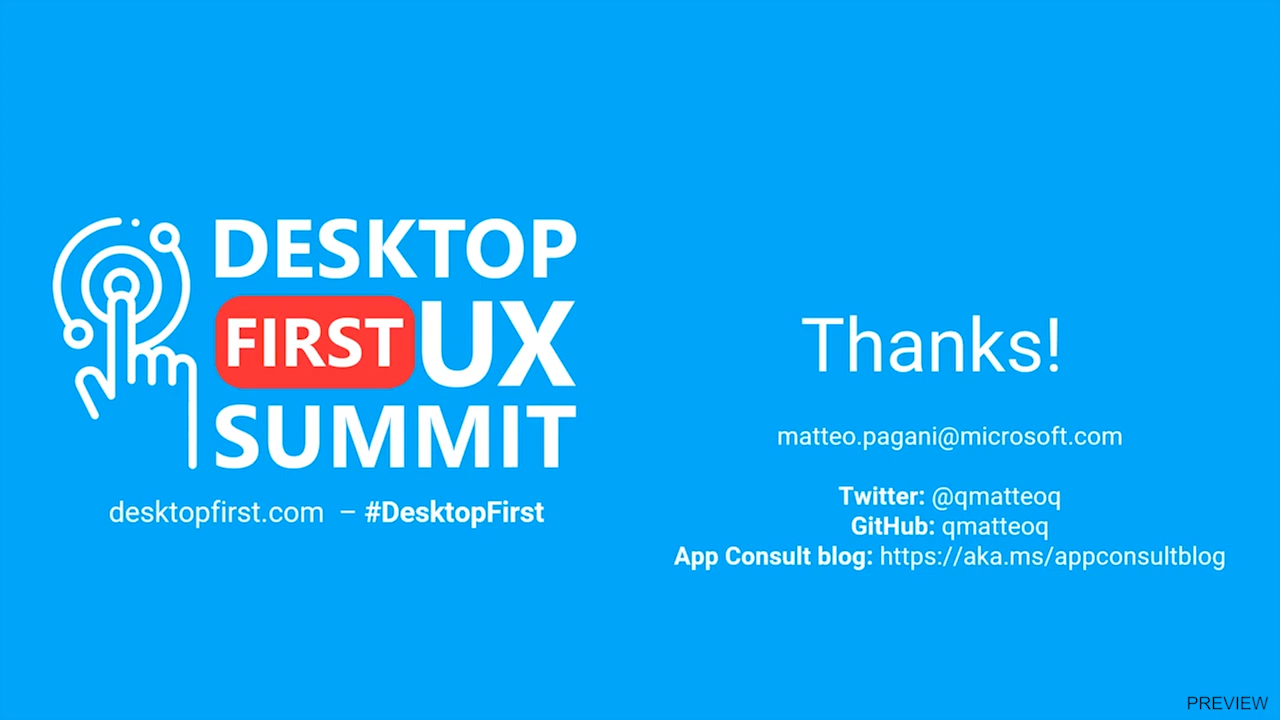 DESKTOP
FIRST UX
SUMMIT
desktopfirst.com – #DesktopFirst
Thanks!
matteo.pagani@microsoft.com
Twitter: @qmatteoq
GitHub: qmatteoq
App Consult blog: https://aka.ms/appconsultblog
PREVIEW